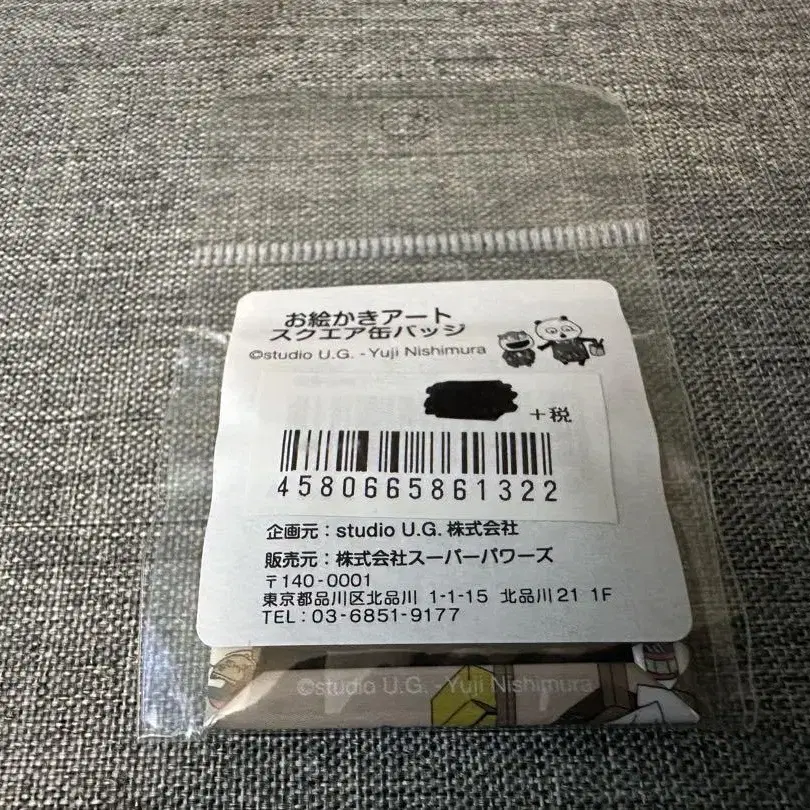 お絵かきアート
スクエア缶バッジ
©studio U.G. - Yuji Nishimura
+税
4580665861322
企画元：studio U.G. 株式会社
販売元：株式会社スーパーパワーズ
〒140-0001
東京都品川区北品川 1-1-15 北品川21 1F
TEL：03-6851-9177
©studio U.G. -Yuji Nishimura